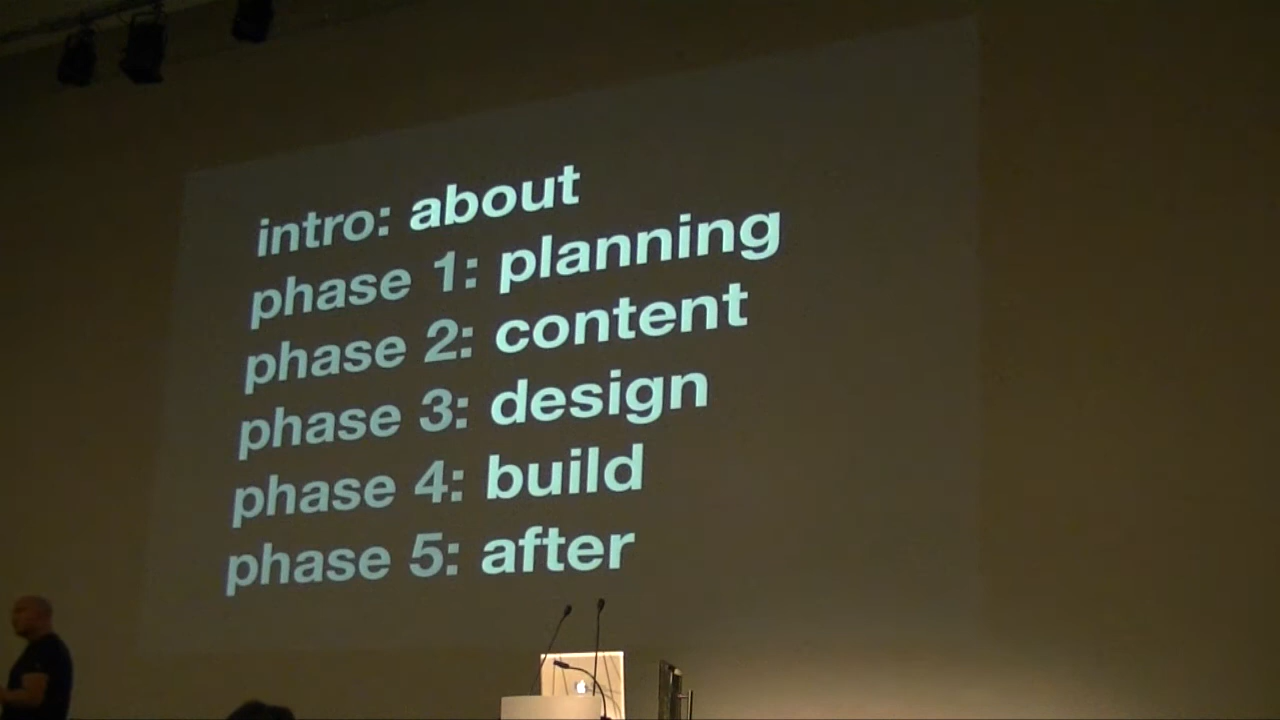 intro: about
phase 1: planning
phase 2: content
phase 3: design
phase 4: build
phase 5: after